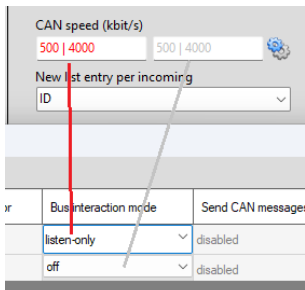 CAN speed (kbit/s)
500 | 4000 500 | 4000
New list entry per incoming
ID
or Bus interaction mode Send CAN messages
listen-only disabled
off disabled